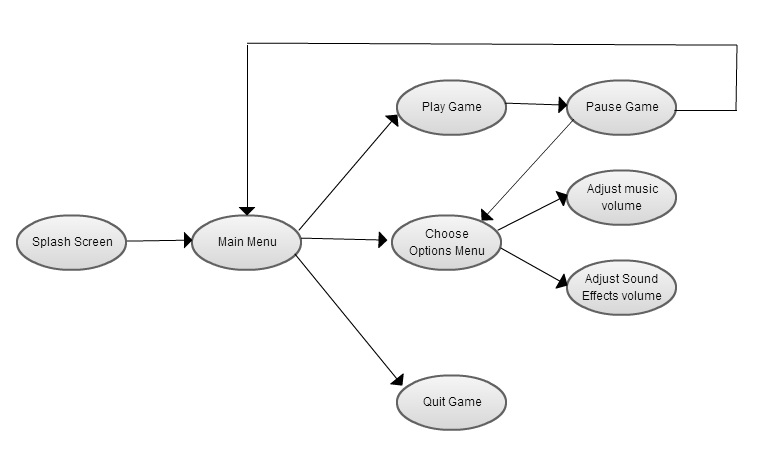 Play Game
Pause Game
Adjust music
volume
Splash Screen
Main Menu
Choose
Options Menu
Adjust Sound
Effects volume
Quit Game